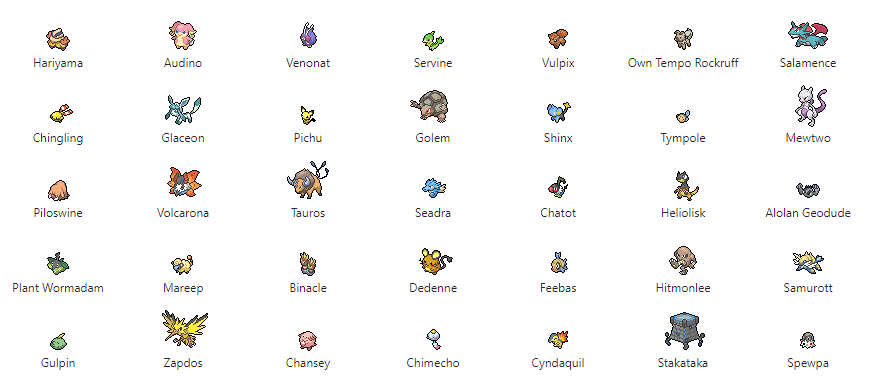 Hariyama Audino Venonat Servine Vulpix Own Tempo Rockruff Salamence
Chingling Glaceon Pichu Golem Shinx Tympole Mewtwo
Piloswine Volcarona Tauros Seadra Chatot Heliolisk Alolan Geodude
Plant Wormadam Mareep Binacle Dedenne Feebas Hitmonlee Samurott
Gulpin Zapdos Chansey Chimecho Cyndaquil Stakataka Spewpa